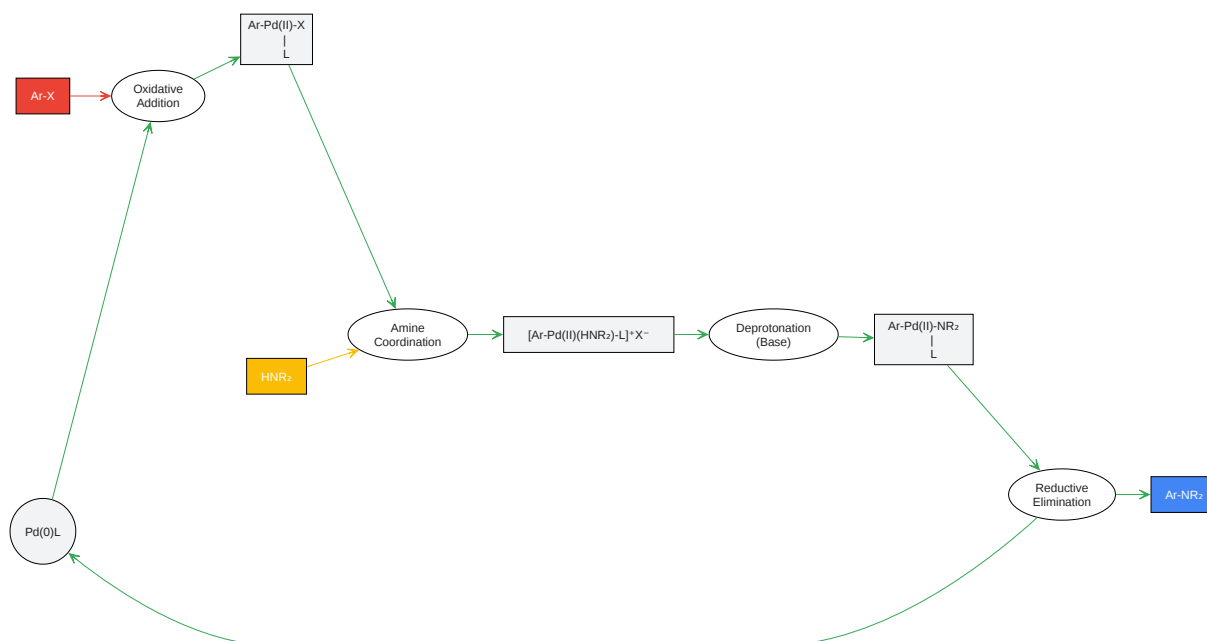 Ar-Pd(II)-X
|
L
Ar-X
Oxidative
Addition
Amine
Coordination
[Ar-Pd(II)(HNR₂)-L]⁺X⁻
Deprotonation
(Base)
Ar-Pd(II)-NR₂
|
L
HNR₂
Reductive
Elimination
Ar-NR₂
Pd(0)L